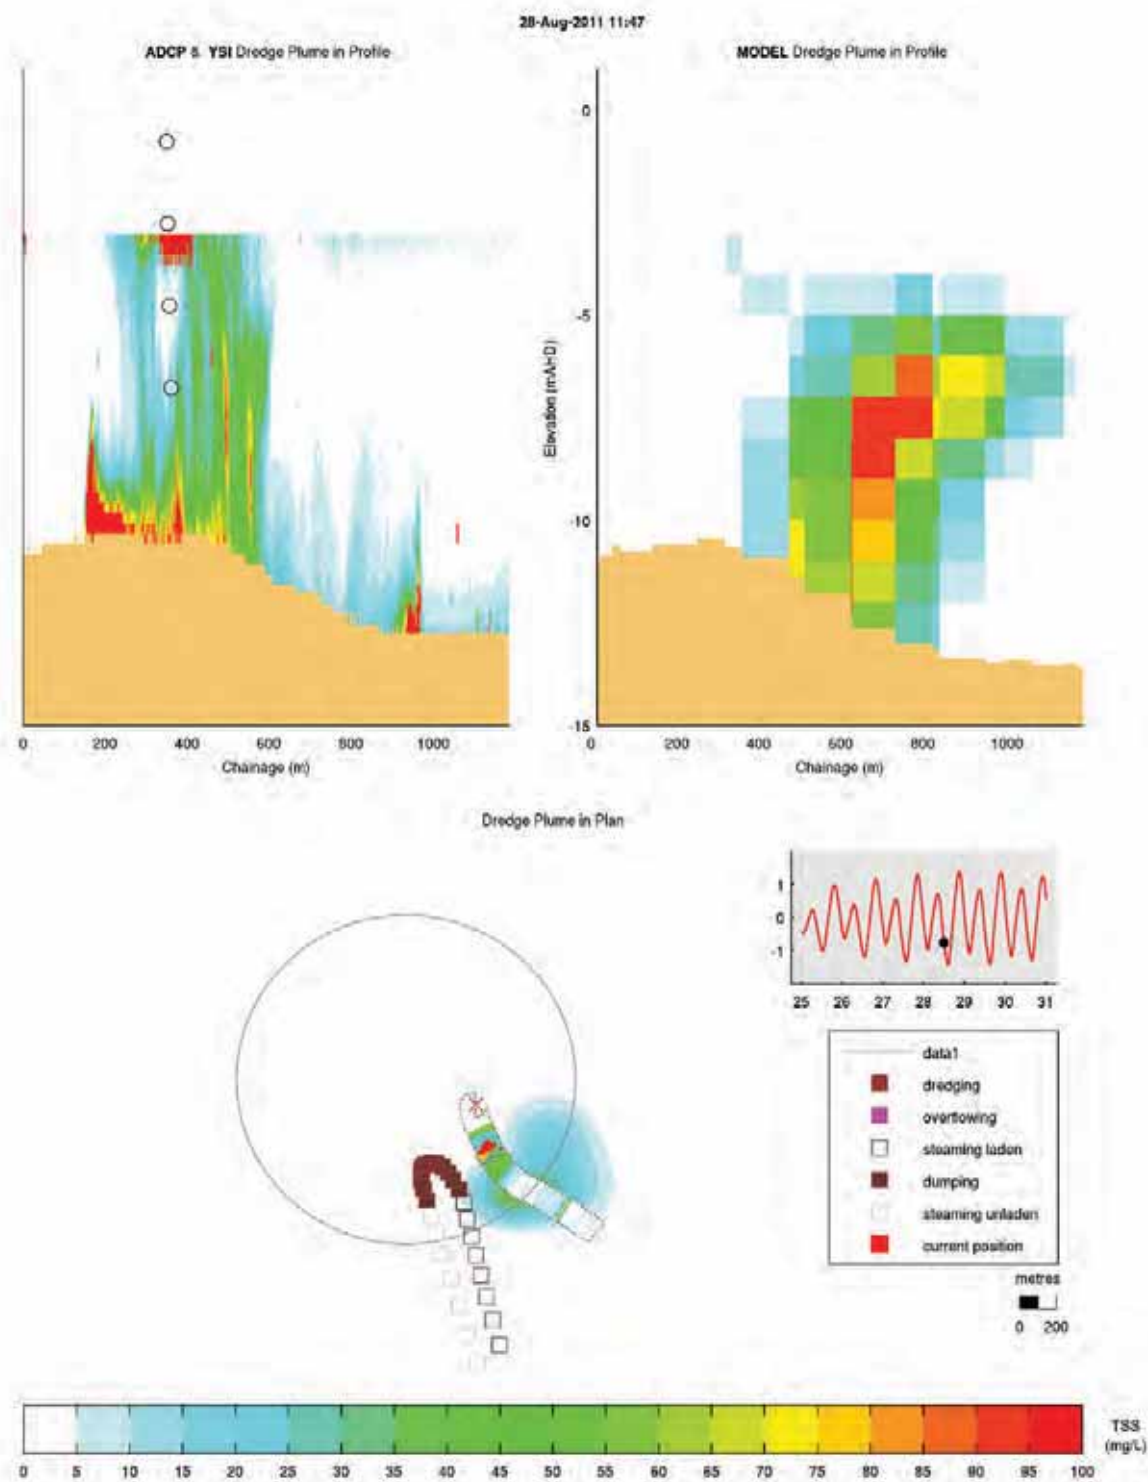 28-Aug-2011 11:47
ADCP & YSI Dredge Plume in Profile
MODEL Dredge Plume in Profile
0
-5
-10
-15
Elevation (mAHD)
0 200 400 600 800 1000
Chainage (m)
0 200 400 600 800 1000
Chainage (m)
Dredge Plume in Plan
1
0
-1
25 26 27 28 29 30 31
data1
dredging
overflowing
steaming laden
dumping
steaming unladen
current position
metres
0 200
TSS
(mg/L)
0 5 10 15 20 25 30 35 40 45 50 55 60 65 70 75 80 85 90 95 100